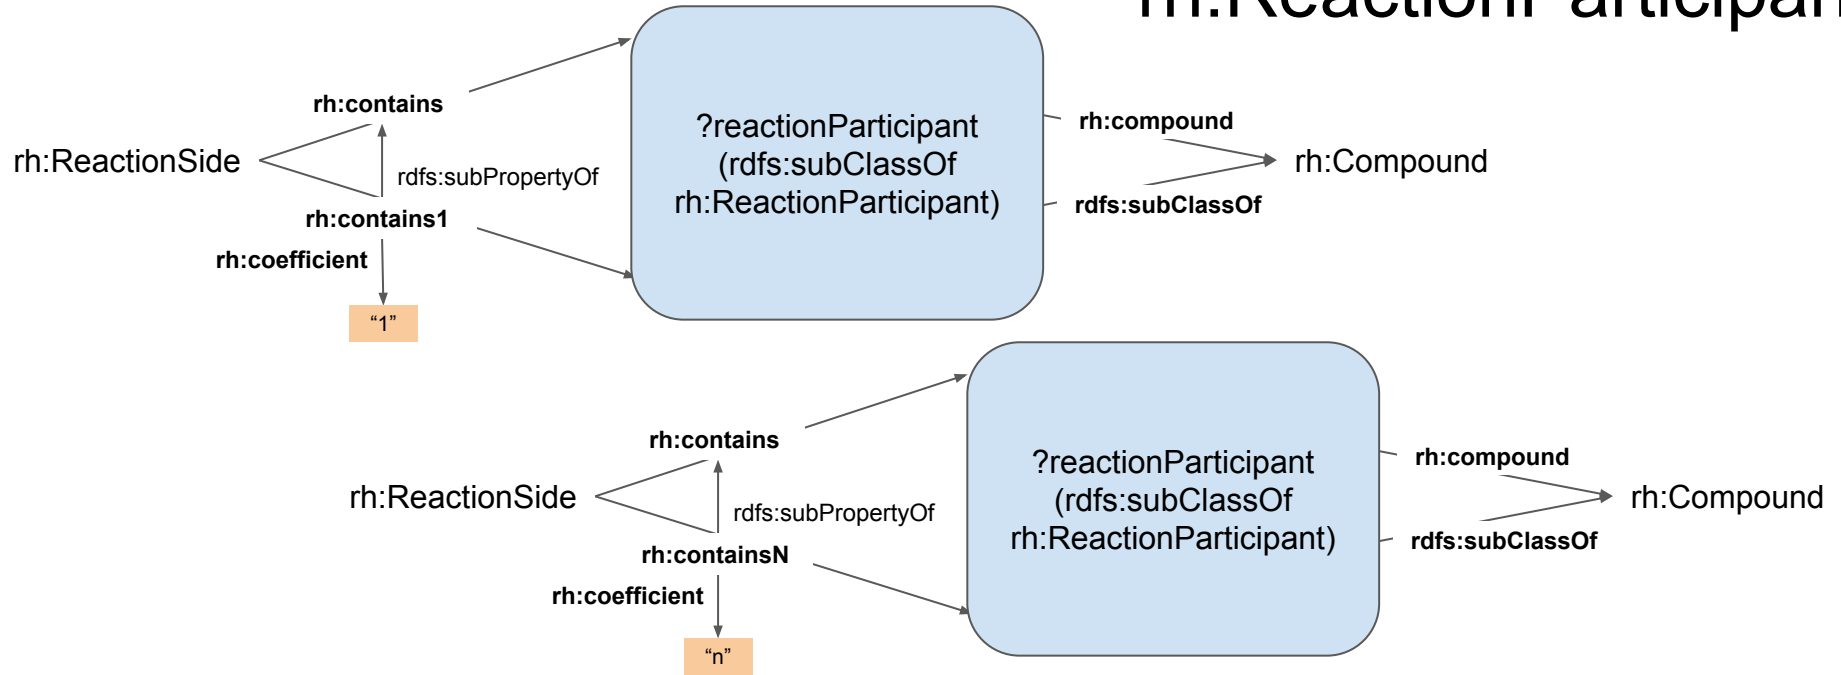 rh:ReactionParticipan
rh:contains
rh:ReactionSide
rdfs:subPropertyOf
rh:contains1
rh:coefficient
“1”
?reactionParticipant
(rdfs:subClassOf
rh:ReactionParticipant)
rh:compound
rh:Compound
rdfs:subClassOf
rh:contains
rh:ReactionSide
rdfs:subPropertyOf
rh:containsN
rh:coefficient
“n”
?reactionParticipant
(rdfs:subClassOf
rh:ReactionParticipant)
rh:compound
rh:Compound
rdfs:subClassOf